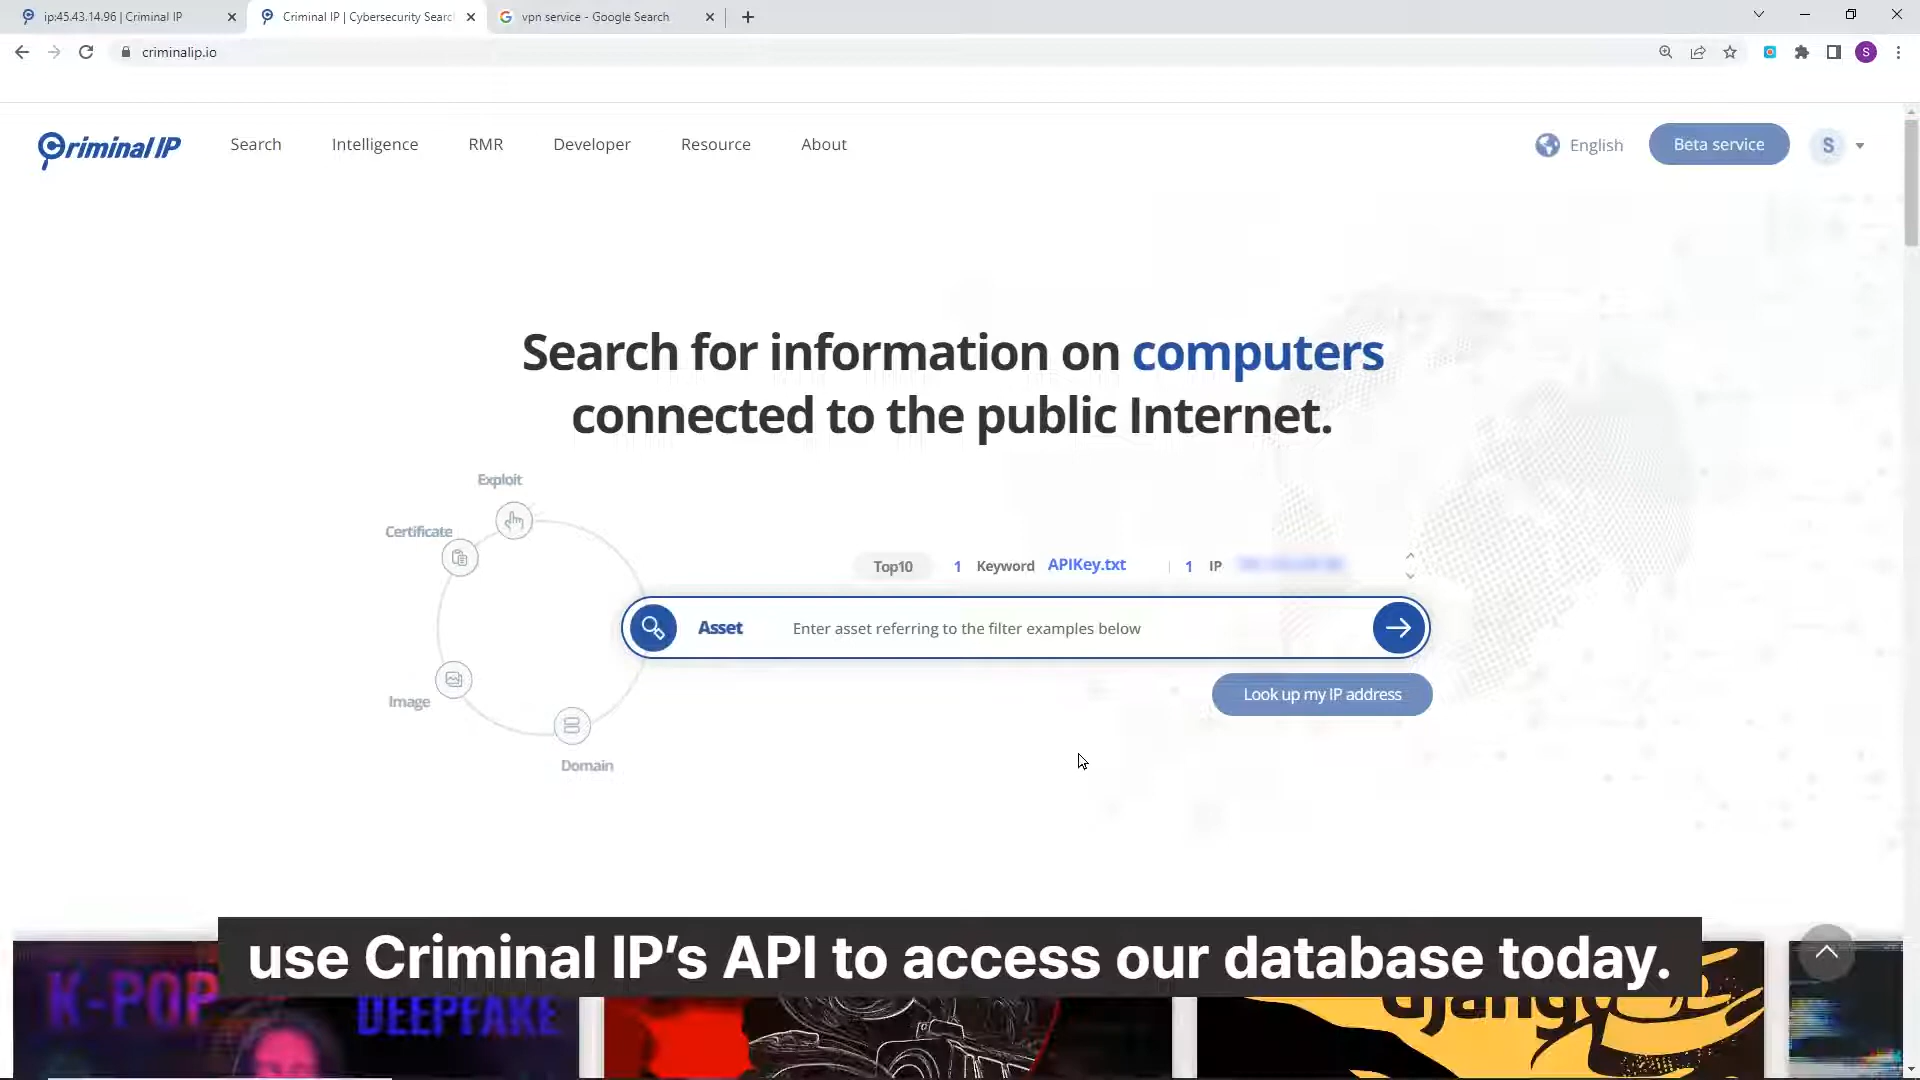 ip:45.43.14.96 | Criminal IP
Criminal IP | Cybersecurity Searc
vpn service - Google Search
criminalip.io
S
Criminal IP
Search
Intelligence
RMR
Developer
Resource
About
English
Beta service
S
Search for information on computers
connected to the public Internet.
Exploit
Certificate
Top10 1 Keyword APIKey.txt | 1 IP
Asset Enter asset referring to the filter examples below
Image
Look up my IP address
Domain
use Criminal IP’s API to access our database today.
K-POP
DEEPFAKE
django